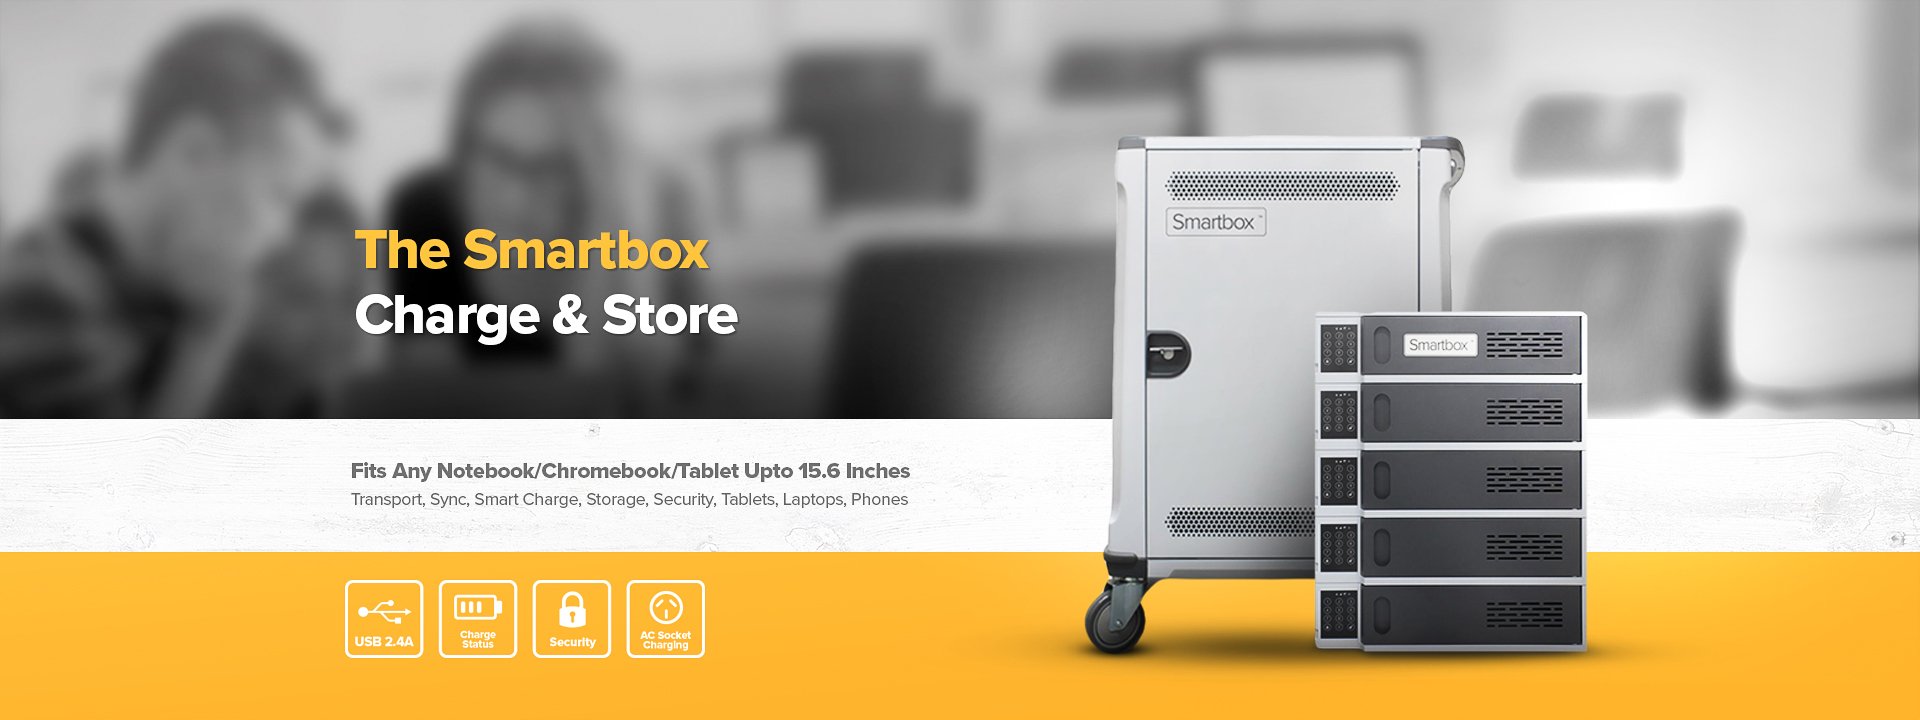 The Smartbox
Charge & Store
Smartbox
Smartbox
Fits Any Notebook/Chromebook/Tablet Upto 15.6 Inches
Transport, Sync, Smart Charge, Storage, Security, Tablets, Laptops, Phones
USB 2.4A
Charge
Status
Security
AC Socket
Charging